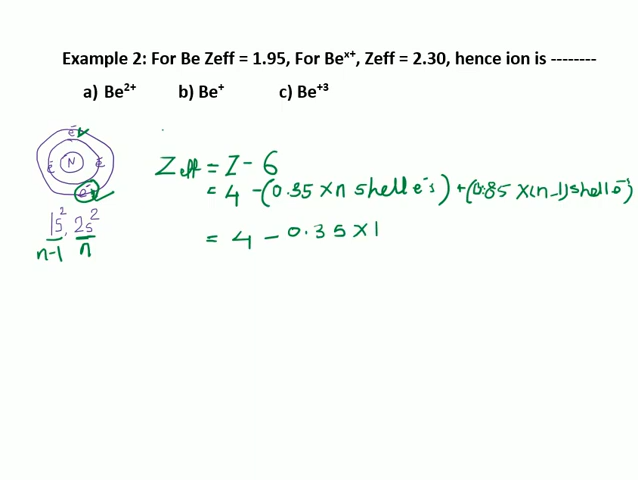 Example 2: For Be Zeff = 1.95, For Beˣ⁺, Zeff = 2.30, hence ion is --------
a) Be²⁺ b) Be⁺ c) Be⁺³
e⁻
e⁻ N e⁻
e⁻
Zeff = Z - 6
= 4 - (0.35 × n shell e⁻s) + (0.85 × (n-1) shell e⁻)
1s², 2s²
n-1 n
= 4 - 0.35 × 1